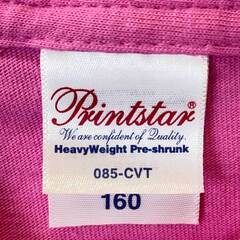 Printstar®
We are confident of Quality.
HeavyWeight Pre-shrunk
085-CVT
160